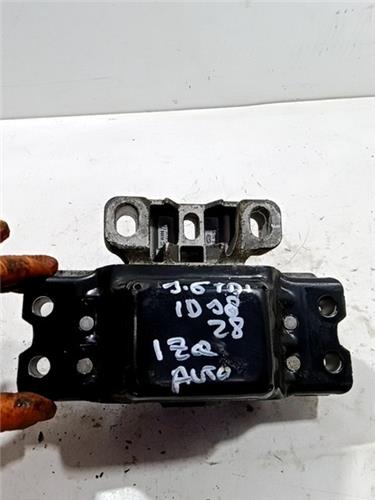 1.6 TDI
ID 38
28
IZQ
AUTO